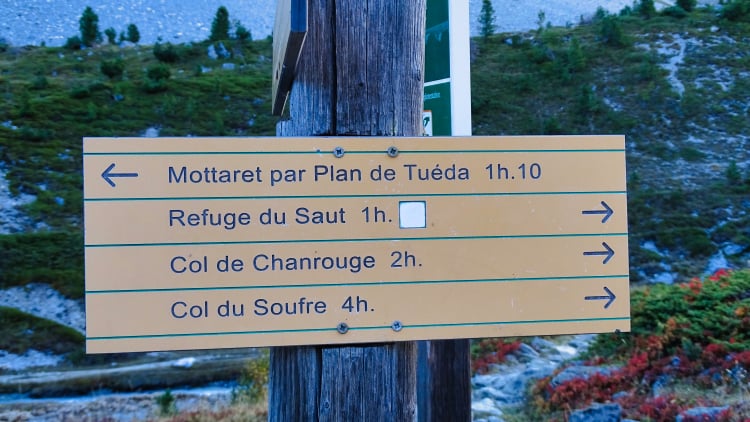 ← Mottaret par Plan de Tuéda 1h.10
Refuge du Saut 1h. →
Col de Chanrouge 2h. →
Col du Soufre 4h. →